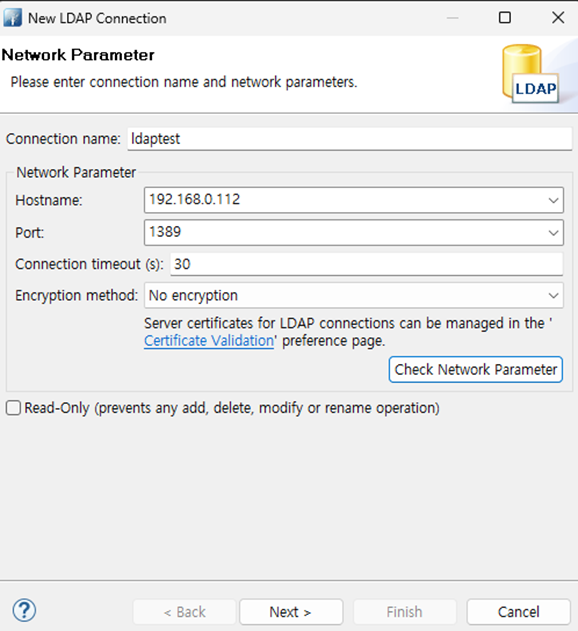 New LDAP Connection
Network Parameter
Please enter connection name and network parameters.
LDAP
Connection name: ldaptest
Network Parameter
Hostname: 192.168.0.112
Port: 1389
Connection timeout (s): 30
Encryption method: No encryption
Server certificates for LDAP connections can be managed in the '
Certificate Validation' preference page.
Check Network Parameter
Read-Only (prevents any add, delete, modify or rename operation)
? < Back Next > Finish Cancel